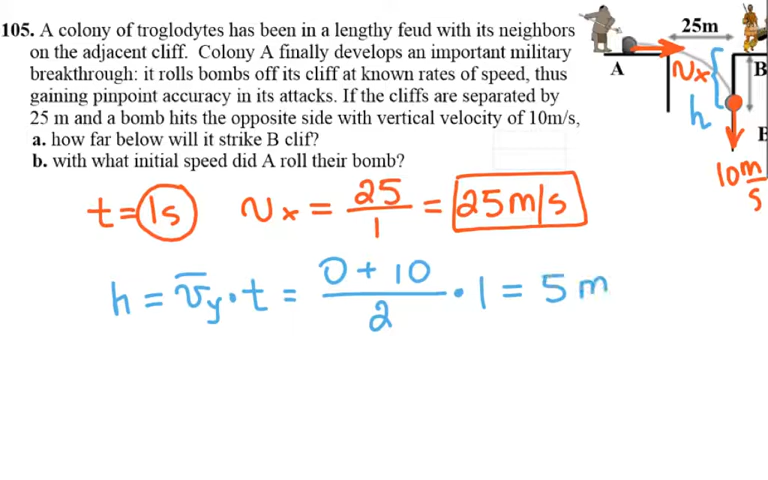 105. A colony of troglodytes has been in a lengthy feud with its neighbors
on the adjacent cliff. Colony A finally develops an important military
breakthrough: it rolls bombs off its cliff at known rates of speed, thus
gaining pinpoint accuracy in its attacks. If the cliffs are separated by
25 m and a bomb hits the opposite side with vertical velocity of 10m/s,
a. how far below will it strike B clif?
b. with what initial speed did A roll their bomb?
25m
A
B
vx
h
10 m/s
t = 1s vx = 25/1 = 25 m/s
h = v̄y · t = (0 + 10)/2 · 1 = 5 m